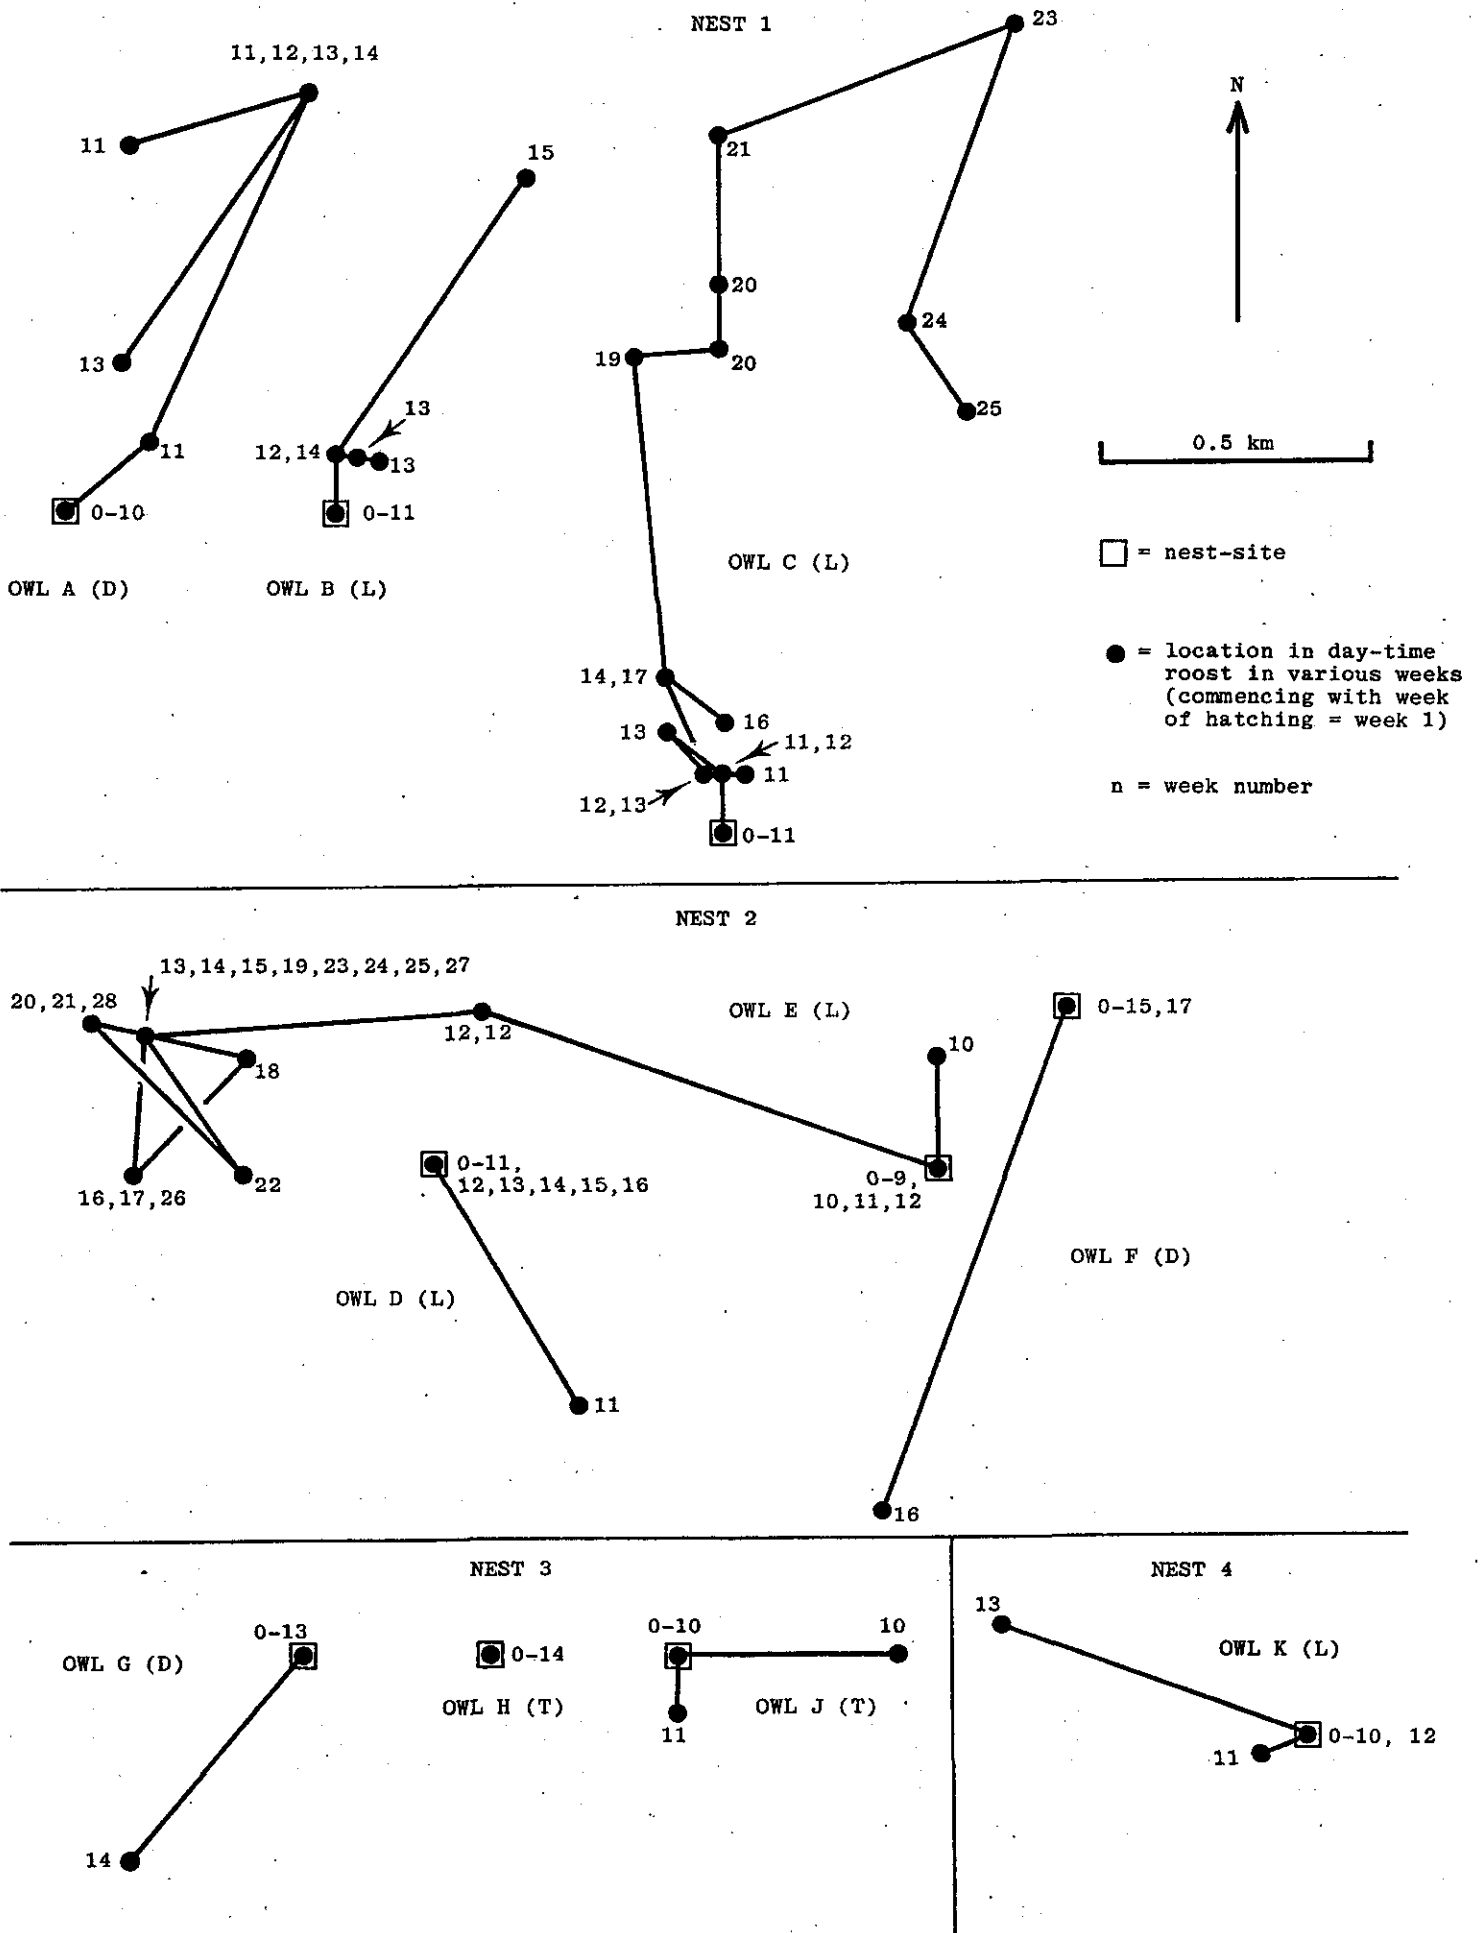 NEST 1
23
11,12,13,14
N
11
21
15
20
19
20
24
13
25
13
11
12,14
13
0.5 km
0-10
0-11
OWL A (D)
OWL B (L)
OWL C (L)
= nest-site
= location in day-time
roost in various weeks
(commencing with week
of hatching = week 1)
n = week number
14,17
16
13
11,12
11
12,13
0-11
NEST 2
13,14,15,19,23,24,25,27
20,21,28
12,12
18
16,17,26
22
OWL E (L)
10
0-9,
10,11,12
0-15,17
0-11,
12,13,14,15,16
OWL D (L)
11
OWL F (D)
16
NEST 3
0-13
OWL G (D)
14
0-14
OWL H (T)
0-10
10
11
OWL J (T)
NEST 4
13
OWL K (L)
0-10, 12
11